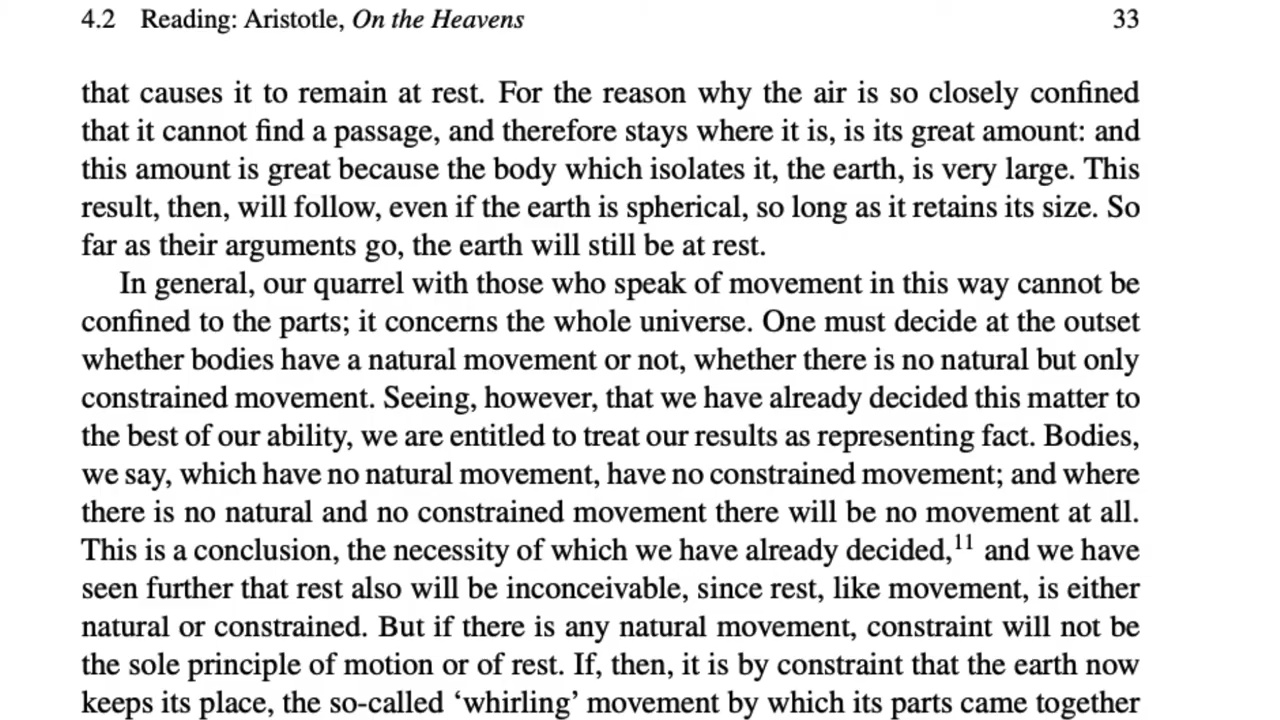 4.2 Reading: Aristotle, On the Heavens 33
that causes it to remain at rest. For the reason why the air is so closely confined
that it cannot find a passage, and therefore stays where it is, is its great amount: and
this amount is great because the body which isolates it, the earth, is very large. This
result, then, will follow, even if the earth is spherical, so long as it retains its size. So
far as their arguments go, the earth will still be at rest.
In general, our quarrel with those who speak of movement in this way cannot be
confined to the parts; it concerns the whole universe. One must decide at the outset
whether bodies have a natural movement or not, whether there is no natural but only
constrained movement. Seeing, however, that we have already decided this matter to
the best of our ability, we are entitled to treat our results as representing fact. Bodies,
we say, which have no natural movement, have no constrained movement; and where
there is no natural and no constrained movement there will be no movement at all.
This is a conclusion, the necessity of which we have already decided,¹¹ and we have
seen further that rest also will be inconceivable, since rest, like movement, is either
natural or constrained. But if there is any natural movement, constraint will not be
the sole principle of motion or of rest. If, then, it is by constraint that the earth now
keeps its place, the so-called ‘whirling’ movement by which its parts came together